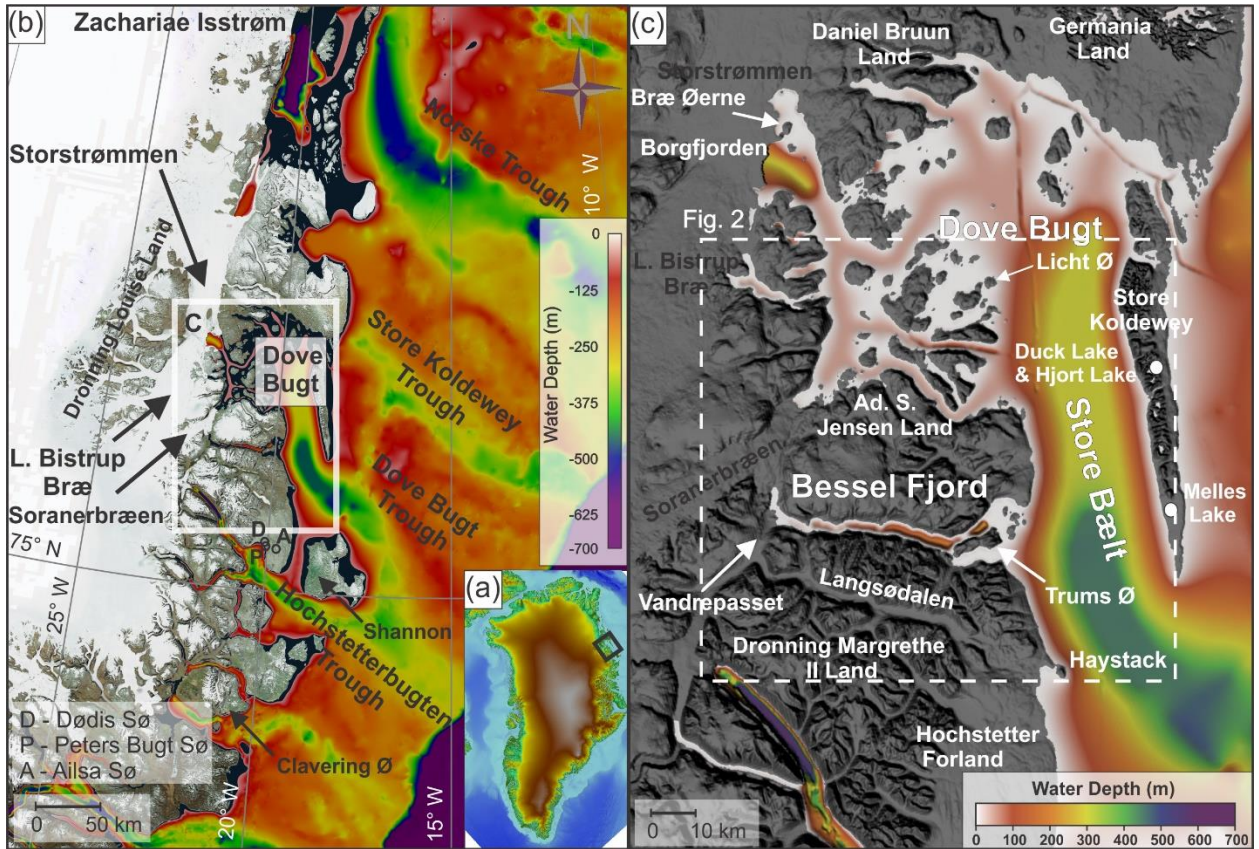 (b)
Zachariae Isstrøm
N
Norske Trough
10° W
Storstrømmen
Dronning Louise Land
C
Dove
Bugt
Store Koldewey
Trough
Water Depth (m)
0
-125
-250
-375
-500
-625
-700
L. Bistrup
Bræ
Soranerbræen
Dove Bugt
Trough
75° N
D
A
P
25° W
Hochstetterbugten
Trough
Shannon
D - Dødis Sø
P - Peters Bugt Sø
A - Ailsa Sø
Clavering Ø
20° W
15° W
0 50 km
(a)
(c)
Daniel Bruun
Land
Germania
Land
Storstrømmen
Bræ Øerne
Borgfjorden
Fig. 2
Dove Bugt
L. Bistrup
Bræ
Licht Ø
Store
Koldewey
Duck Lake
& Hjort Lake
Ad. S.
Jensen Land
Store Bælt
Soranerbræen
Bessel Fjord
Melles
Lake
Vandrepasset
Langsødalen
Trums Ø
Dronning Margrethe
II Land
Haystack
Hochstetter
Forland
Water Depth (m)
0 100 200 300 400 500 600 700
0 10 km